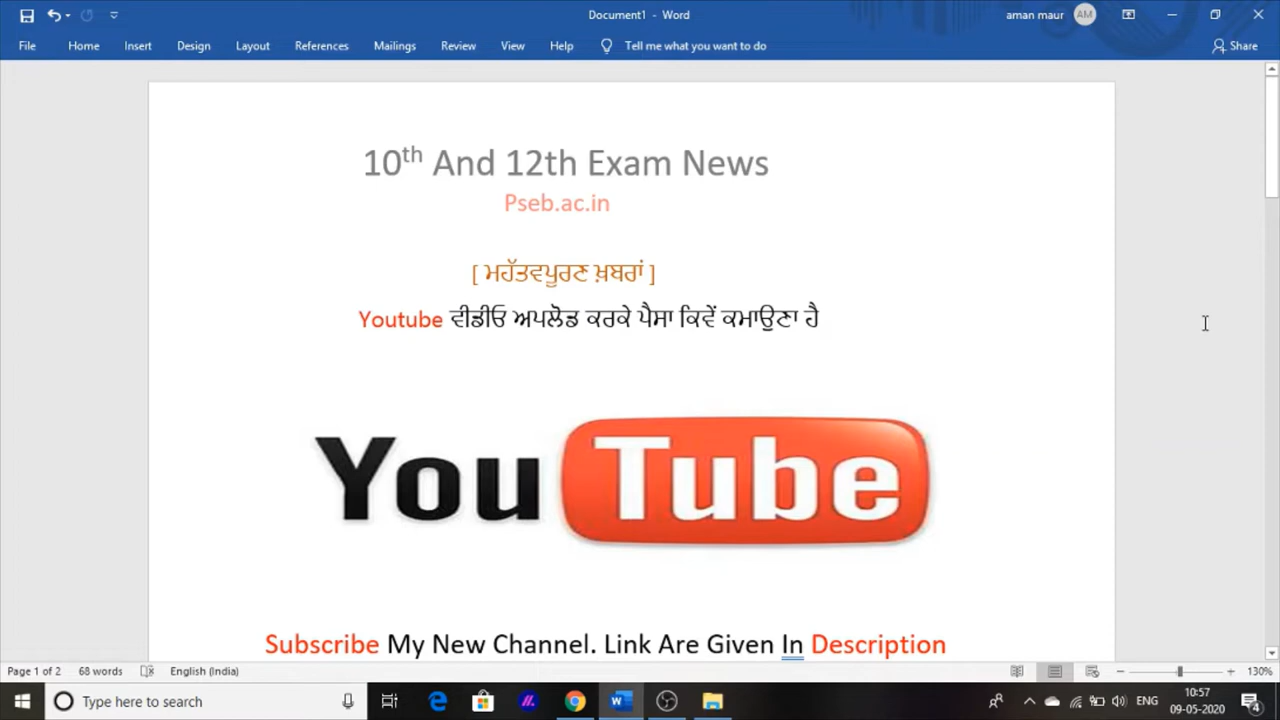 Document1 - Word
aman maur AM
File Home Insert Design Layout References Mailings Review View Help Tell me what you want to do Share
10th And 12th Exam News
Pseb.ac.in
[ ਮਹੱਤਵਪੂਰਣ ਖ਼ਬਰਾਂ ]
Youtube ਵੀਡੀਓ ਅਪਲੋਡ ਕਰਕੇ ਪੈਸਾ ਕਿਵੇਂ ਕਮਾਉਣਾ ਹੈ
YouTube
Subscribe My New Channel. Link Are Given In Description
Page 1 of 2 68 words English (India) 130%
Type here to search ENG 10:57
09-05-2020 4